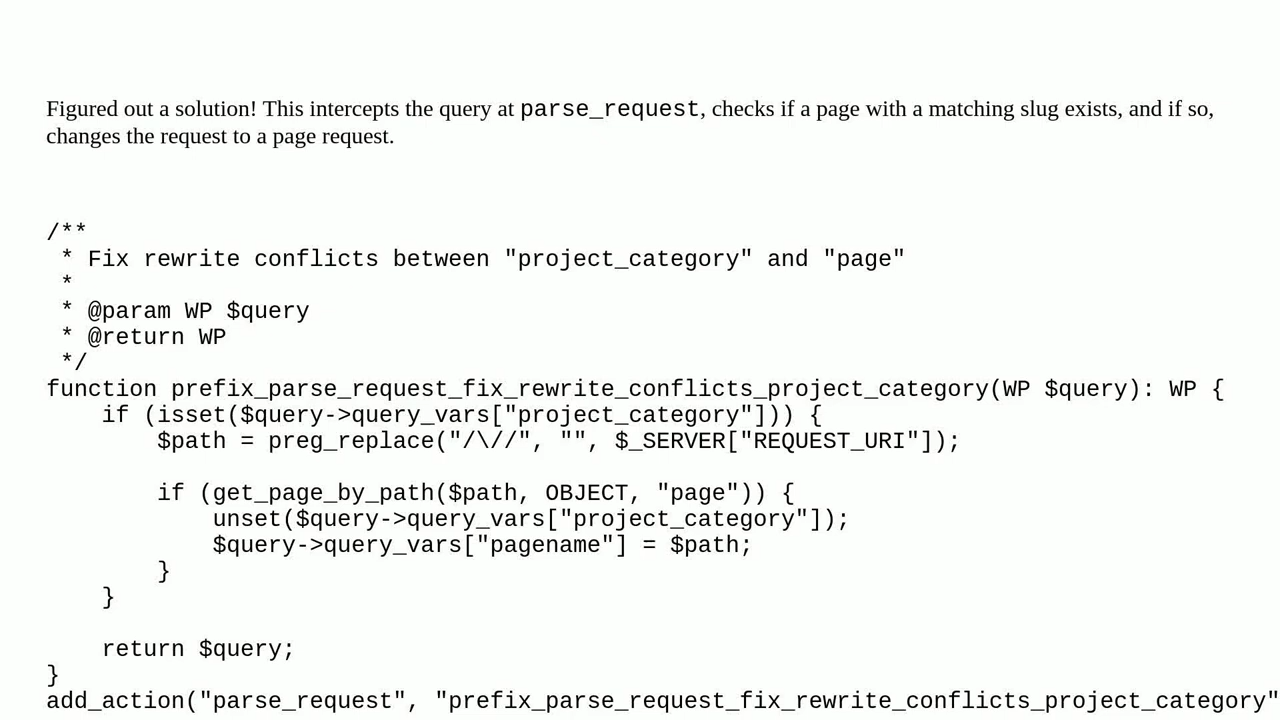 Figured out a solution! This intercepts the query at parse_request, checks if a page with a matching slug exists, and if so,
changes the request to a page request.
/**
 * Fix rewrite conflicts between "project_category" and "page"
 *
 * @param WP $query
 * @return WP
 */
function prefix_parse_request_fix_rewrite_conflicts_project_category(WP $query): WP {
    if (isset($query->query_vars["project_category"])) {
        $path = preg_replace("/\//", "", $_SERVER["REQUEST_URI"]);
        if (get_page_by_path($path, OBJECT, "page")) {
            unset($query->query_vars["project_category"]);
            $query->query_vars["pagename"] = $path;
        }
    }
    return $query;
}
add_action("parse_request", "prefix_parse_request_fix_rewrite_conflicts_project_category"